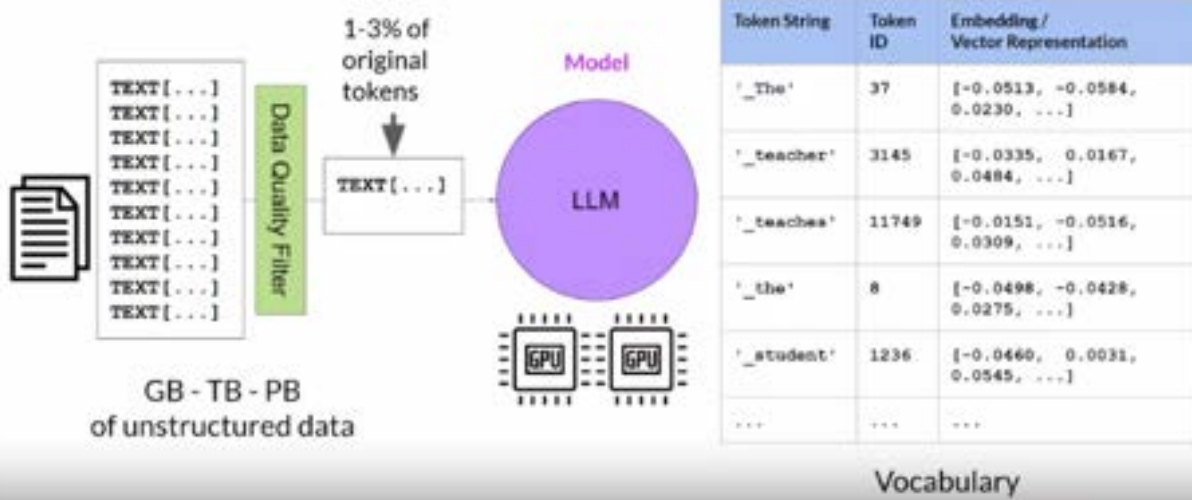 1-3% of
original
tokens
TEXT[...]
TEXT[...]
TEXT[...]
TEXT[...]
TEXT[...]
TEXT[...]
TEXT[...]
TEXT[...]
TEXT[...]
TEXT[...]
Data Quality Filter
TEXT[...]
GB - TB - PB
of unstructured data
Model
LLM
GPU
GPU
Token String Token ID Embedding / Vector Representation
'_The' 37 [-0.0513, -0.0584,
0.0230, ...]
'_teacher' 3145 [-0.0335, 0.0167,
0.0484, ...]
'_teaches' 11749 [-0.0151, -0.0516,
0.0309, ...]
'_the' 8 [-0.0498, -0.0428,
0.0275, ...]
'_student' 1236 [-0.0460, 0.0031,
0.0545, ...]
... ... ...
Vocabulary